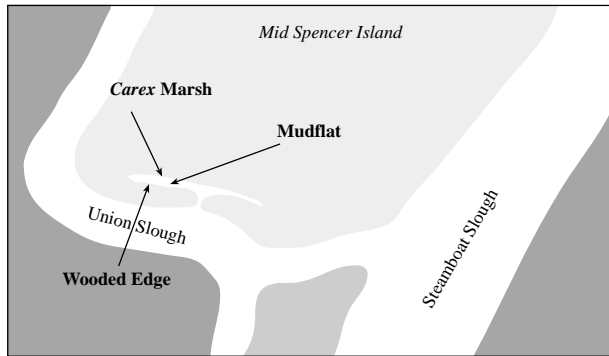 Mid Spencer Island
Carex Marsh
Mudflat
Union Slough
Wooded Edge
Steamboat Slough